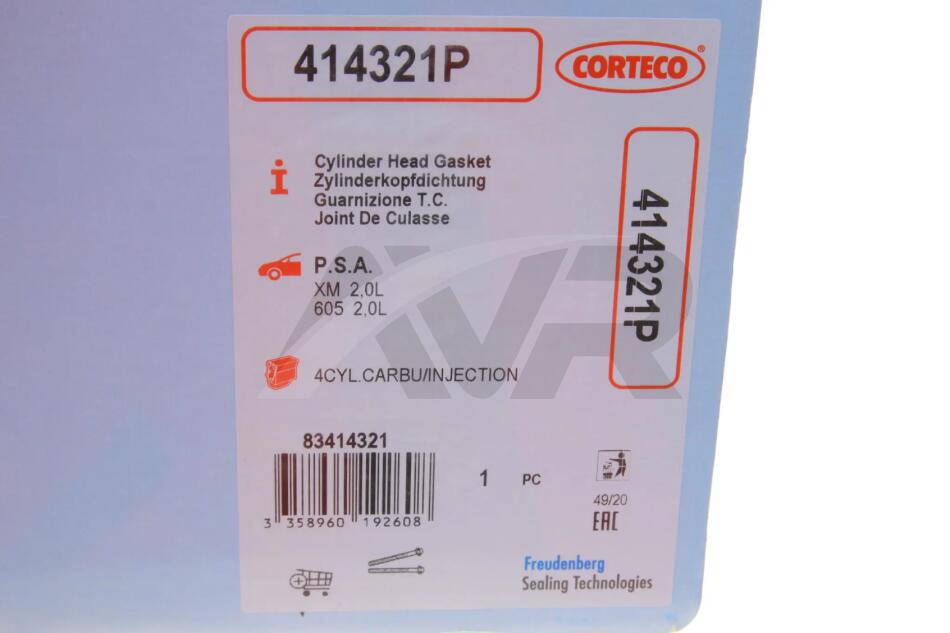 414321P
CORTECO®
Cylinder Head Gasket
Zylinderkopfdichtung
Guarnizione T.C.
Joint De Culasse
414321P
P.S.A.
XM 2,0L
605 2,0L
4CYL.CARBU/INJECTION
83414321
3 358960 192608
1 PC
49/20
EAC
Freudenberg
Sealing Technologies
AVR